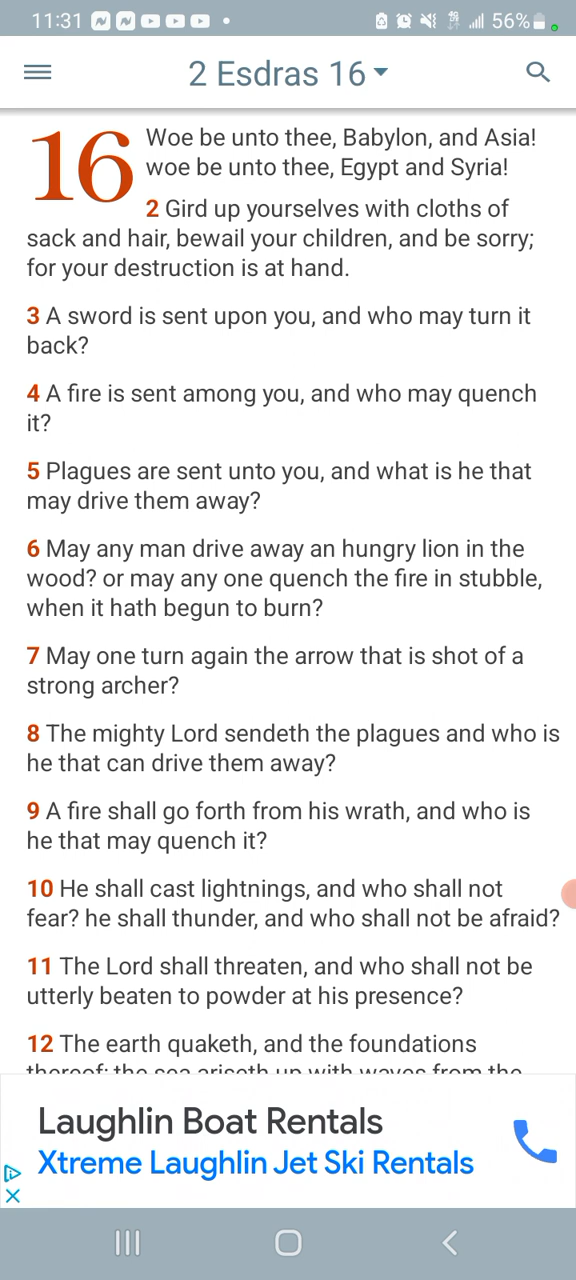 11:31
56%
2 Esdras 16
16 Woe be unto thee, Babylon, and Asia!
woe be unto thee, Egypt and Syria!
2 Gird up yourselves with cloths of
sack and hair, bewail your children, and be sorry;
for your destruction is at hand.
3 A sword is sent upon you, and who may turn it
back?
4 A fire is sent among you, and who may quench
it?
5 Plagues are sent unto you, and what is he that
may drive them away?
6 May any man drive away an hungry lion in the
wood? or may any one quench the fire in stubble,
when it hath begun to burn?
7 May one turn again the arrow that is shot of a
strong archer?
8 The mighty Lord sendeth the plagues and who is
he that can drive them away?
9 A fire shall go forth from his wrath, and who is
he that may quench it?
10 He shall cast lightnings, and who shall not
fear? he shall thunder, and who shall not be afraid?
11 The Lord shall threaten, and who shall not be
utterly beaten to powder at his presence?
12 The earth quaketh, and the foundations
thereof; the sea ariseth up with waves from the
Laughlin Boat Rentals
Xtreme Laughlin Jet Ski Rentals